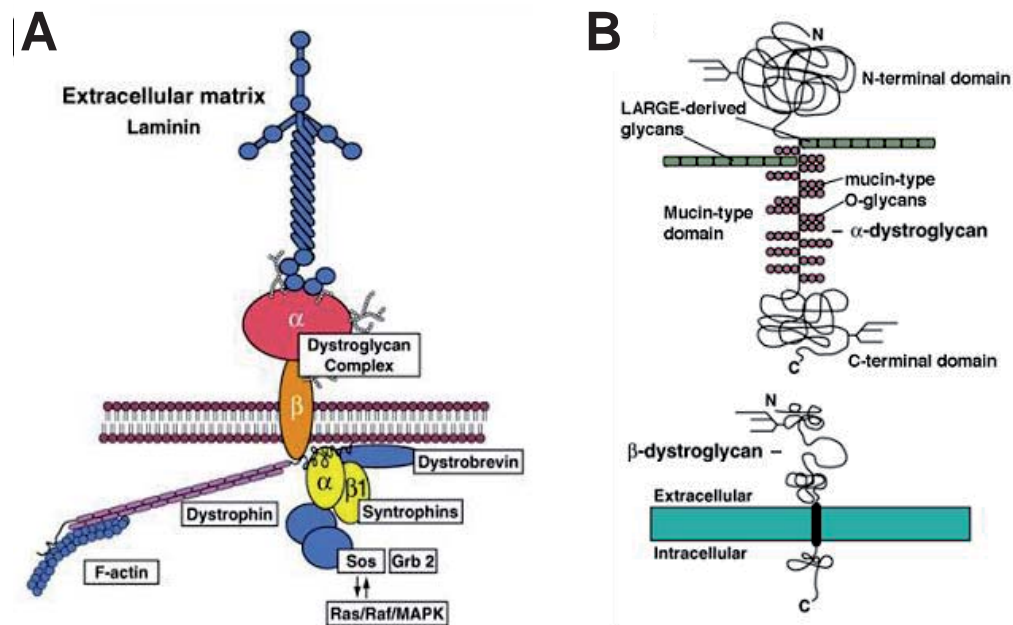 A
Extracellular matrix
Laminin
α
Dystroglycan
Complex
β
Dystrobrevin
α
β1
Syntrophins
Dystrophin
F-actin
Sos
Grb 2
Ras/Raf/MAPK
B
N
N-terminal domain
LARGE-derived
glycans
mucin-type
O-glycans
Mucin-type
domain
α-dystroglycan
C-terminal domain
C
N
β-dystroglycan
Extracellular
Intracellular
C